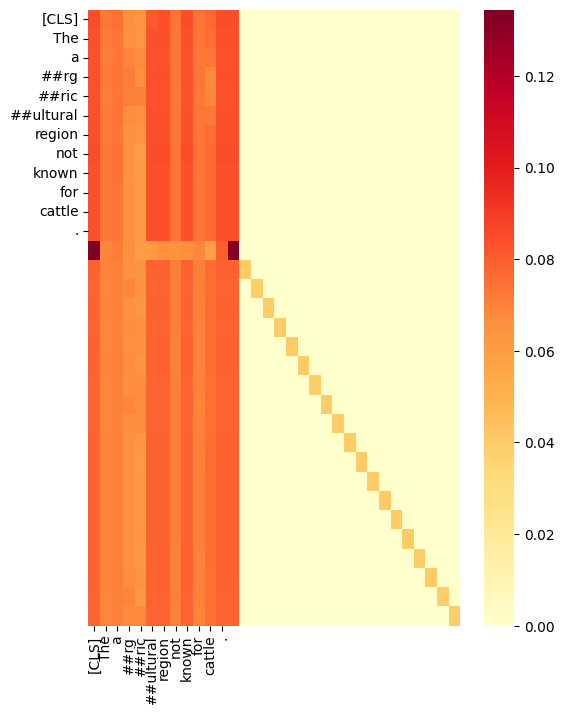 [CLS]
The
a
##rg
##ric
##ultural
region
not
known
for
cattle
.
0.12
0.10
0.08
0.06
0.04
0.02
0.00
[CLS]
The
a
##rg
##ric
##ultural
region
not
known
for
cattle
.